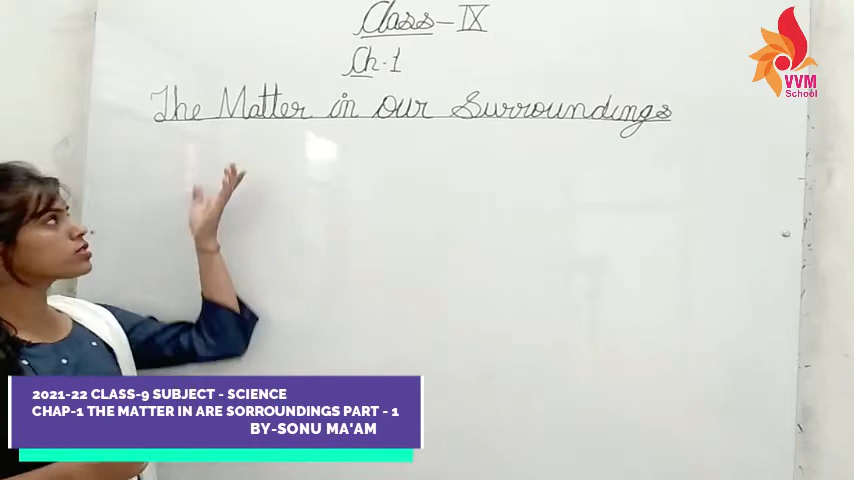 Class - IX
Ch-1
The Matter in our Surroundings
VVM
School
2021-22 CLASS-9 SUBJECT - SCIENCE
CHAP-1 THE MATTER IN ARE SORROUNDINGS PART - 1
BY-SONU MA'AM